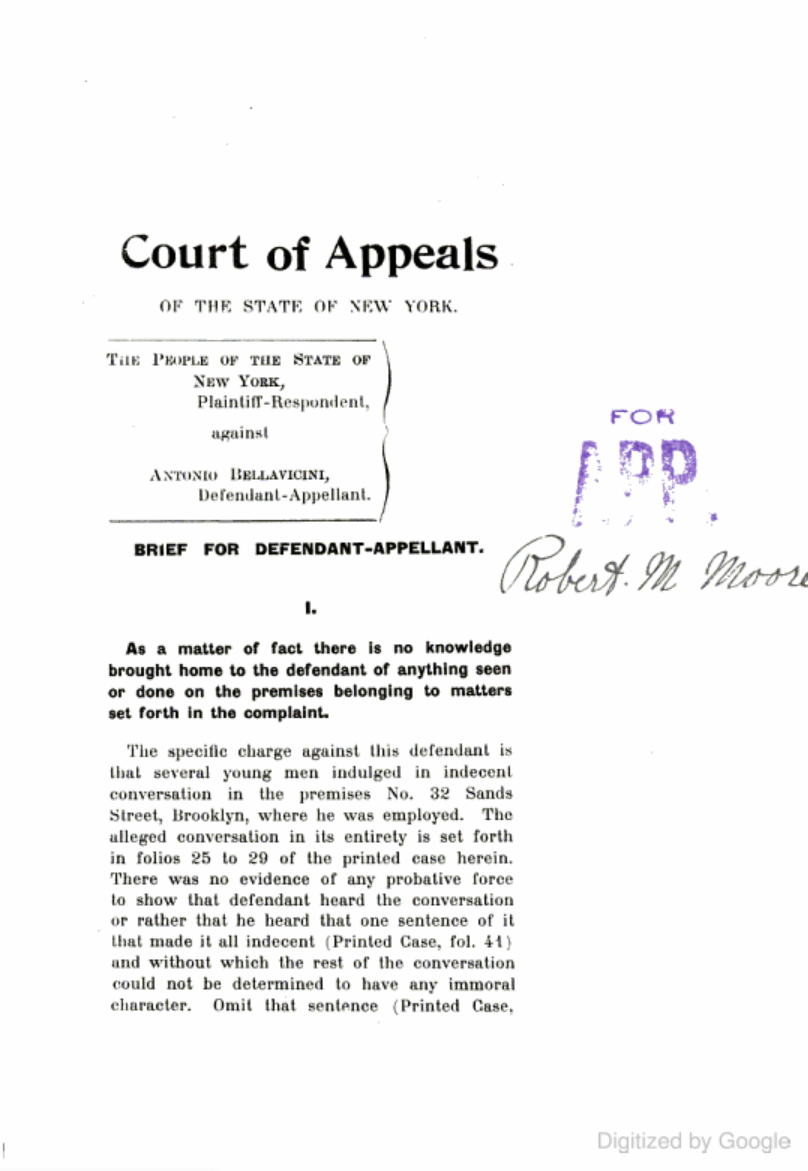 Court of Appeals
OF THE STATE OF NEW YORK.
THE PEOPLE OF THE STATE OF
NEW YORK,
Plaintiff-Respondent,
against
ANTONIO BELLAVICINI,
Defendant-Appellant.
FOR
APP.
BRIEF FOR DEFENDANT-APPELLANT.
Robert. M Moore
I.
As a matter of fact there is no knowledge
brought home to the defendant of anything seen
or done on the premises belonging to matters
set forth in the complaint.
The specific charge against this defendant is
that several young men indulged in indecent
conversation in the premises No. 32 Sands
Street, Brooklyn, where he was employed. The
alleged conversation in its entirety is set forth
in folios 25 to 29 of the printed case herein.
There was no evidence of any probative force
to show that defendant heard the conversation
or rather that he heard that one sentence of it
that made it all indecent (Printed Case, fol. 41)
and without which the rest of the conversation
could not be determined to have any immoral
character. Omit that sentence (Printed Case,
Digitized by Google